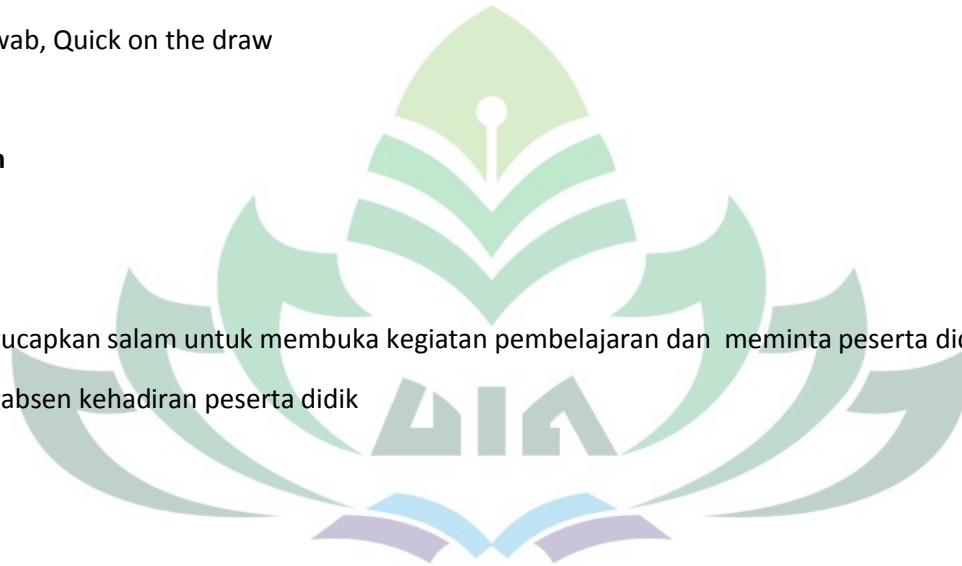 wab, Quick on the draw
n
ucapkan salam untuk membuka kegiatan pembelajaran dan meminta peserta did
absen kehadiran peserta didik
UIN